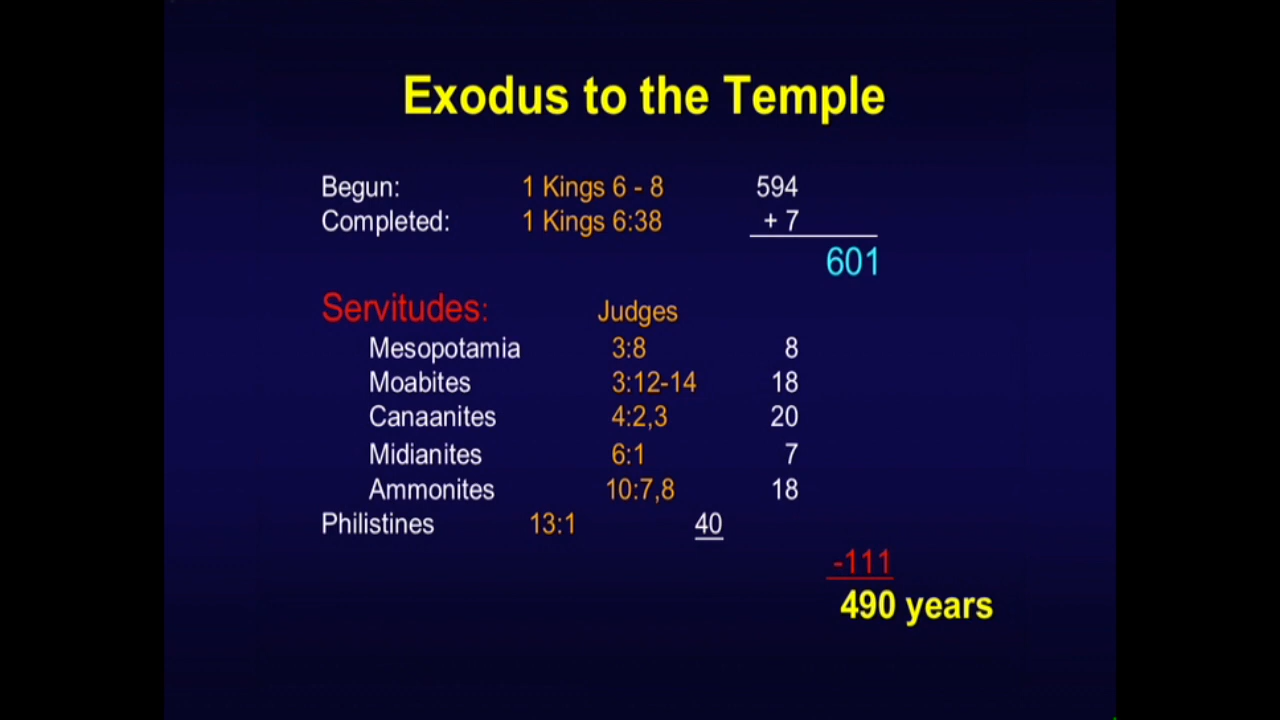 Exodus to the Temple
Begun: 1 Kings 6 - 8 594
Completed: 1 Kings 6:38 + 7
601
Servitudes: Judges
Mesopotamia 3:8 8
Moabites 3:12-14 18
Canaanites 4:2,3 20
Midianites 6:1 7
Ammonites 10:7,8 18
Philistines 13:1 40
-111
490 years